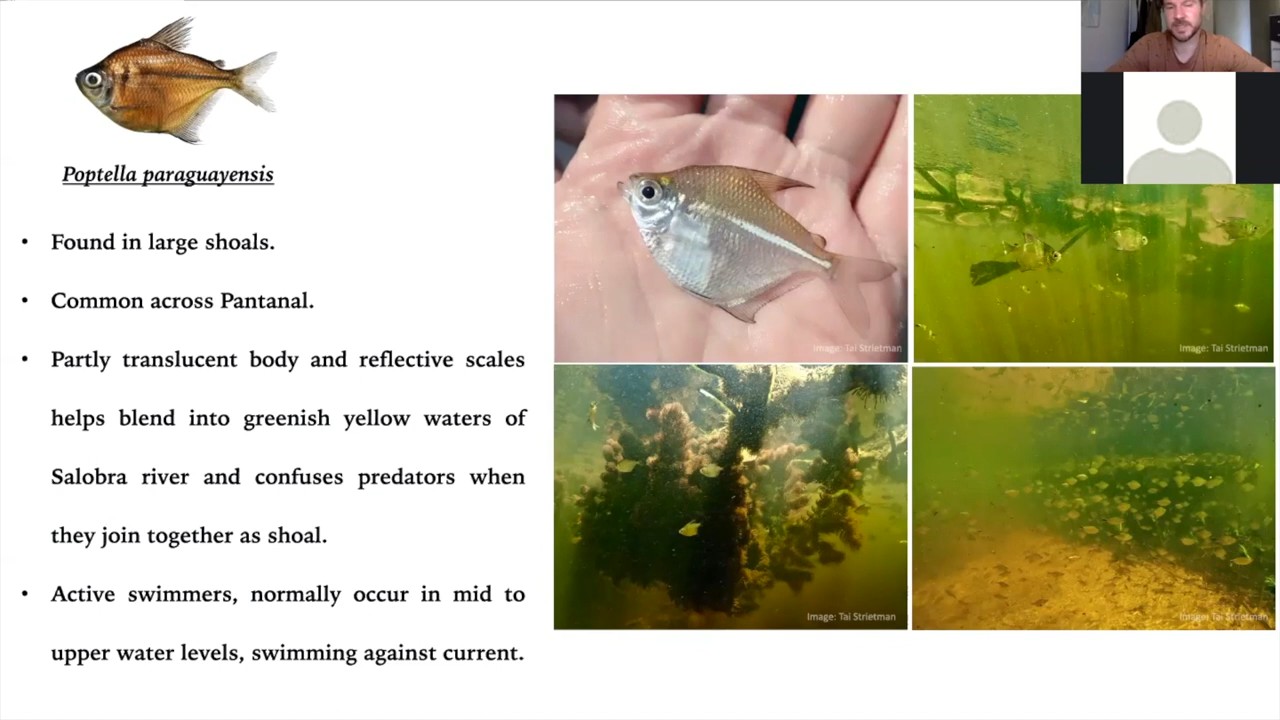 Poptella paraguayensis
• Found in large shoals.
• Common across Pantanal.
• Partly translucent body and reflective scales
helps blend into greenish yellow waters of
Salobra river and confuses predators when
they join together as shoal.
• Active swimmers, normally occur in mid to
upper water levels, swimming against current.
Image: Tai Strietman
Image: Tai Strietman
Image: Tai Strietman
Image: Tai Strietman